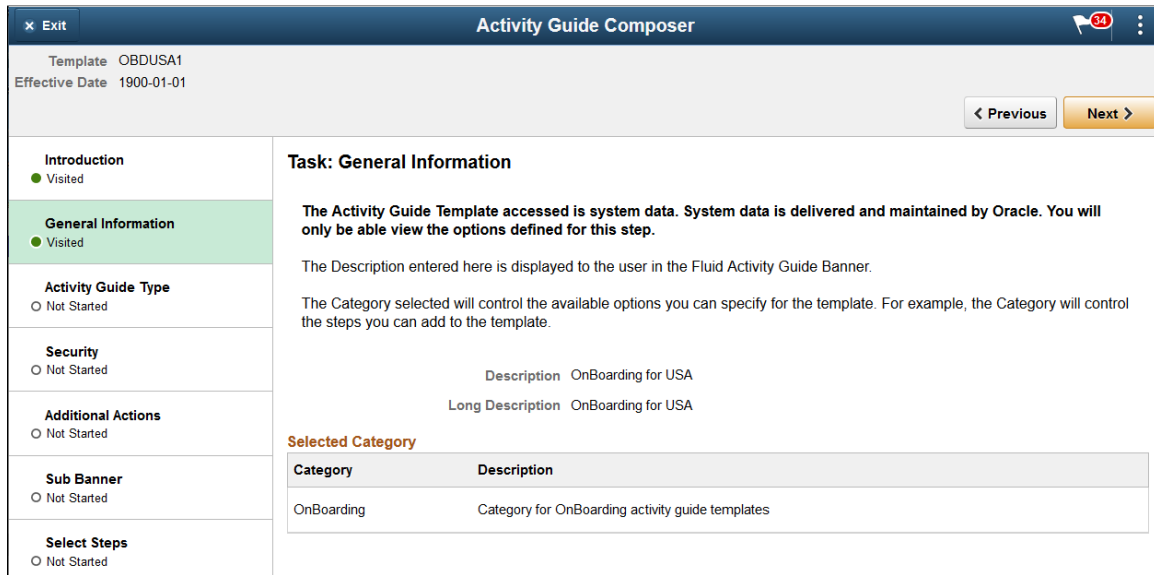 × Exit
Activity Guide Composer
34
Template OBDUSA1
Effective Date 1900-01-01
Previous
Next
Introduction
Visited
General Information
Visited
Activity Guide Type
Not Started
Security
Not Started
Additional Actions
Not Started
Sub Banner
Not Started
Select Steps
Not Started
Task: General Information
The Activity Guide Template accessed is system data. System data is delivered and maintained by Oracle. You will
only be able view the options defined for this step.
The Description entered here is displayed to the user in the Fluid Activity Guide Banner.
The Category selected will control the available options you can specify for the template. For example, the Category will control
the steps you can add to the template.
Description OnBoarding for USA
Long Description OnBoarding for USA
Selected Category
Category Description
OnBoarding Category for OnBoarding activity guide templates